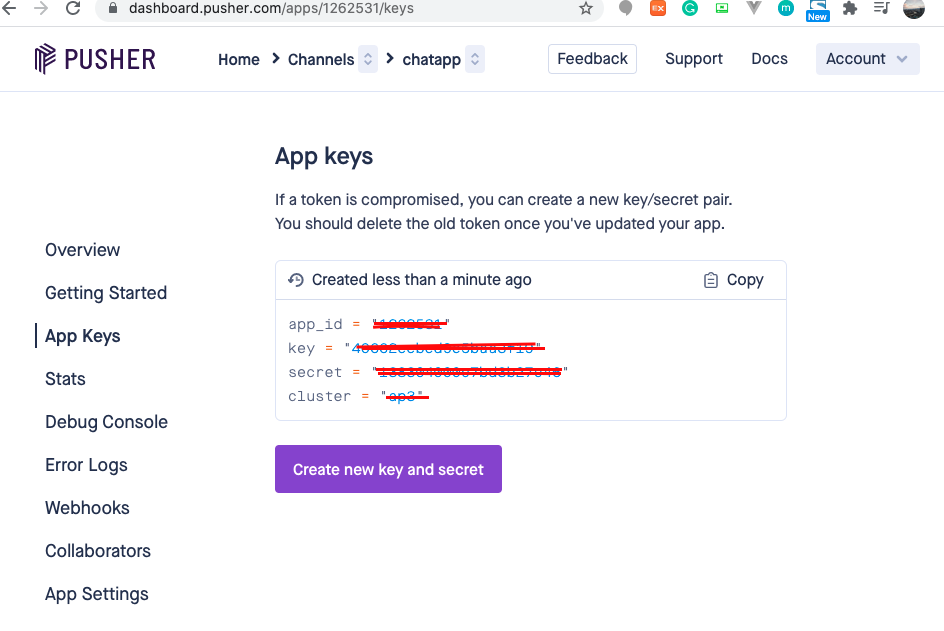 dashboard.pusher.com/apps/1262531/keys
New
PUSHER
Home
Channels
chatapp
Feedback
Support
Docs
Account
App keys
If a token is compromised, you can create a new key/secret pair.
You should delete the old token once you've updated your app.
Overview
Getting Started
App Keys
Stats
Debug Console
Error Logs
Webhooks
Collaborators
App Settings
Created less than a minute ago
Copy
app_id =
key =
secret =
cluster =
Create new key and secret